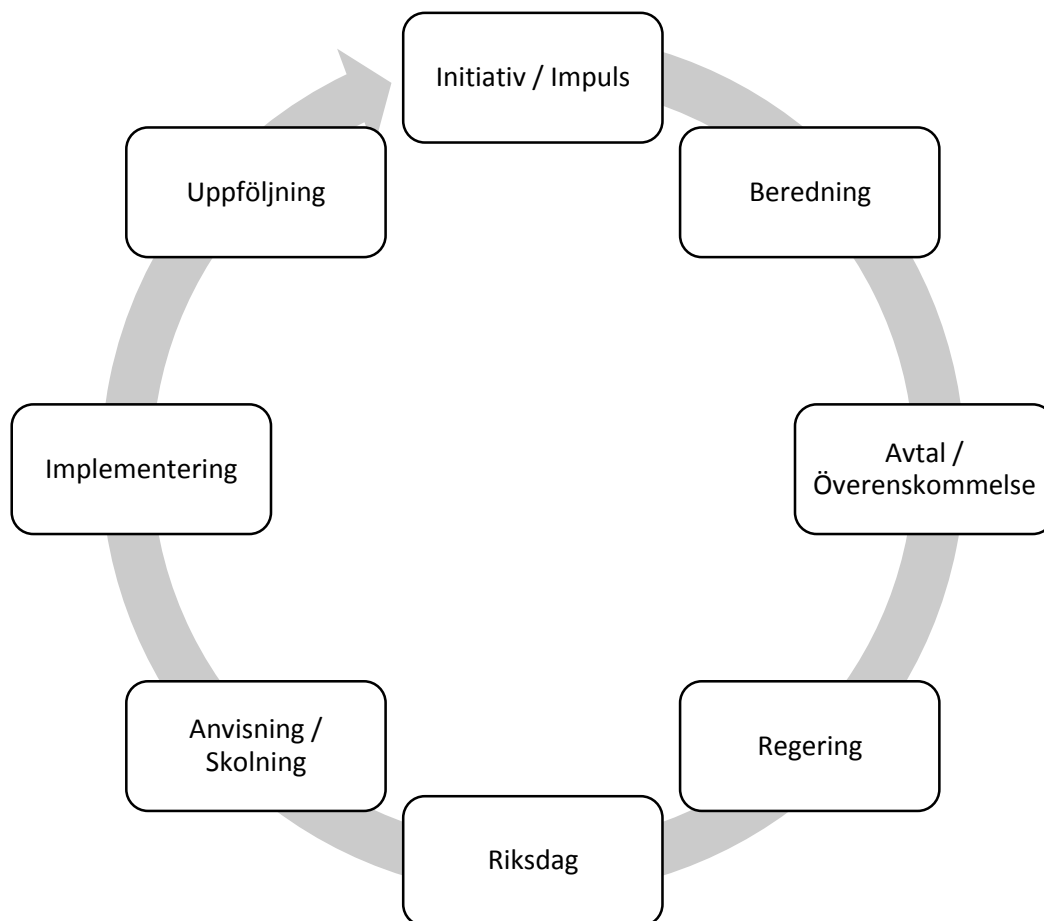 Initiativ / Impuls
Beredning
Avtal /
Överenskommelse
Regering
Riksdag
Anvisning /
Skolning
Implementering
Uppföljning